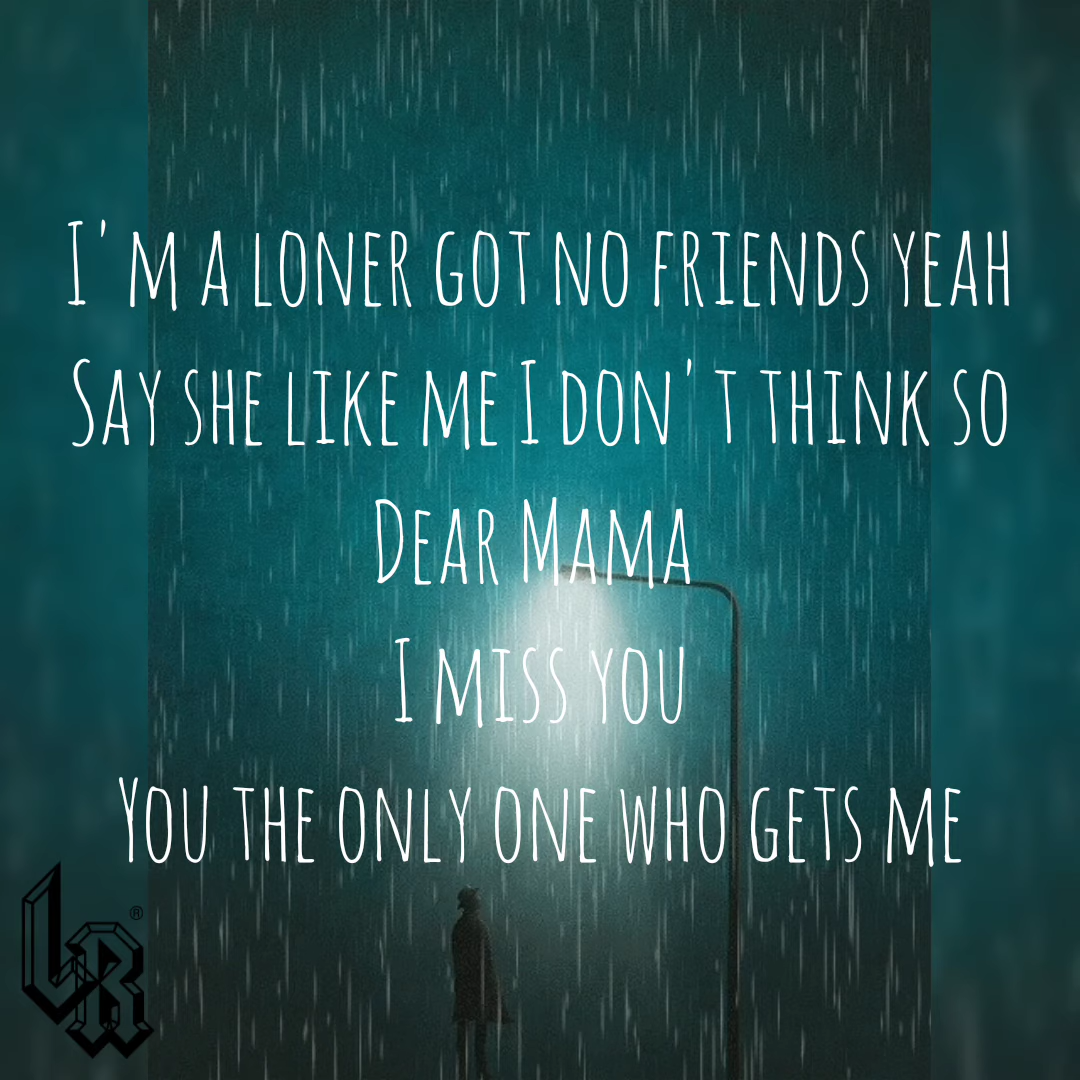 I'm a loner got no friends yeah
Say she like me I don't think so
Dear Mama
I miss you
You the only one who gets me
LR
®